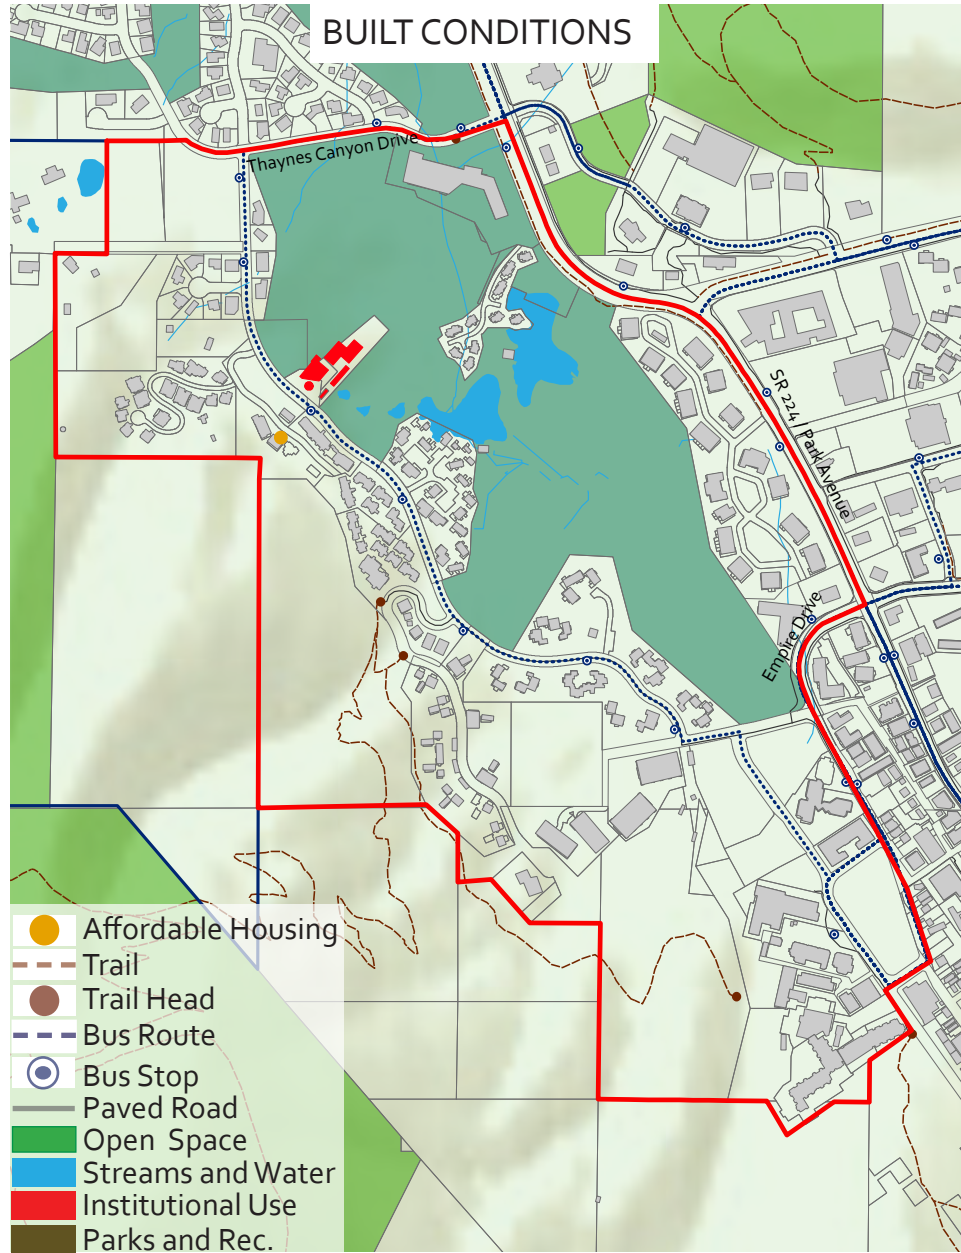 BUILT CONDITIONS
Thaynes Canyon Drive
SR 224 / Park Avenue
Empire Drive
Affordable Housing
Trail
Trail Head
Bus Route
Bus Stop
Paved Road
Open Space
Streams and Water
Institutional Use
Parks and Rec.